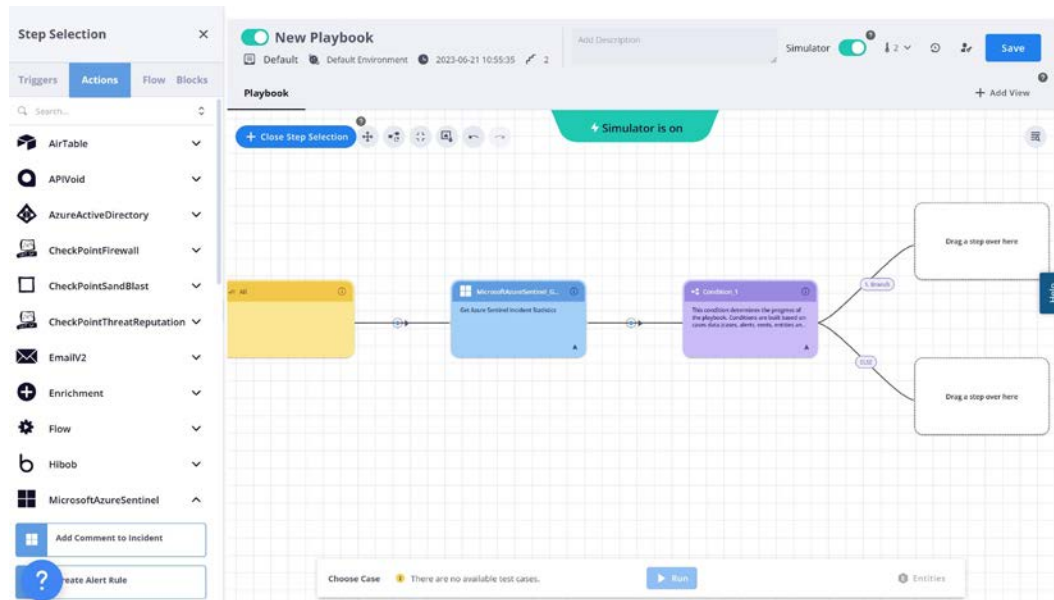 Step Selection
New Playbook
Add Description
Simulator
2
Save
Default
Default Environment
2023-06-21 10:55:35
2
Triggers
Actions
Flow
Blocks
Playbook
+ Add View
Search...
+ Close Step Selection
Simulator is on
AirTable
APIVoid
AzureActiveDirectory
CheckPointFirewall
CheckPointSandBlast
CheckPointThreatReputation
EmailV2
Enrichment
Flow
Hibob
MicrosoftAzureSentinel
Add Comment to Incident
reate Alert Rule
All
MicrosoftAzureSentinel_G...
Get Azure Sentinel Incident Statistics
Condition_1
This condition determines the progress of
the playbook. Conditions are built based on
cases data (cases, alerts, events, entities an...
1. Branch
ELSE
Drag a step over here
Drag a step over here
Help
Choose Case
There are no available test cases.
Run
Entities